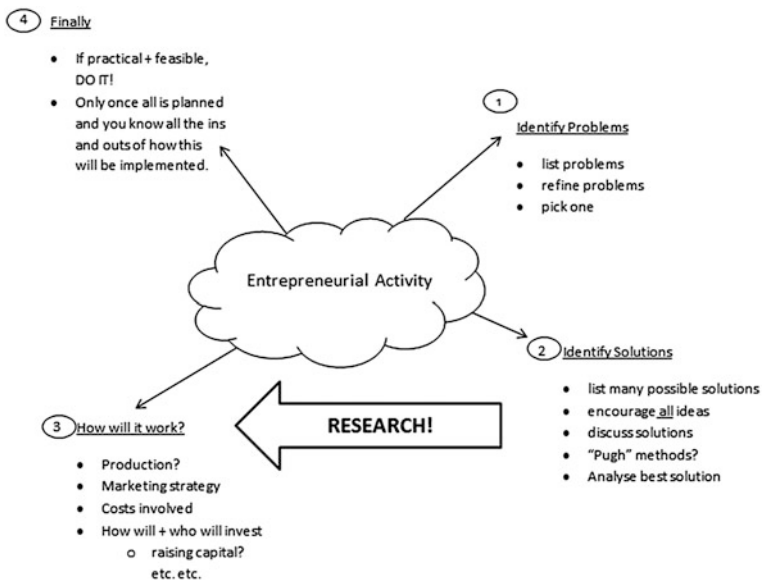 4 Finally
• If practical + feasible,
DO IT!
• Only once all is planned
and you know all the ins
and outs of how this
will be implemented.
1
Identify Problems
• list problems
• refine problems
• pick one
Entrepreneurial Activity
2 Identify Solutions
• list many possible solutions
• encourage all ideas
• discuss solutions
• “Pugh” methods?
• Analyse best solution
RESEARCH!
3 How will it work?
• Production?
• Marketing strategy
• Costs involved
• How will + who will invest
o raising capital?
etc. etc.